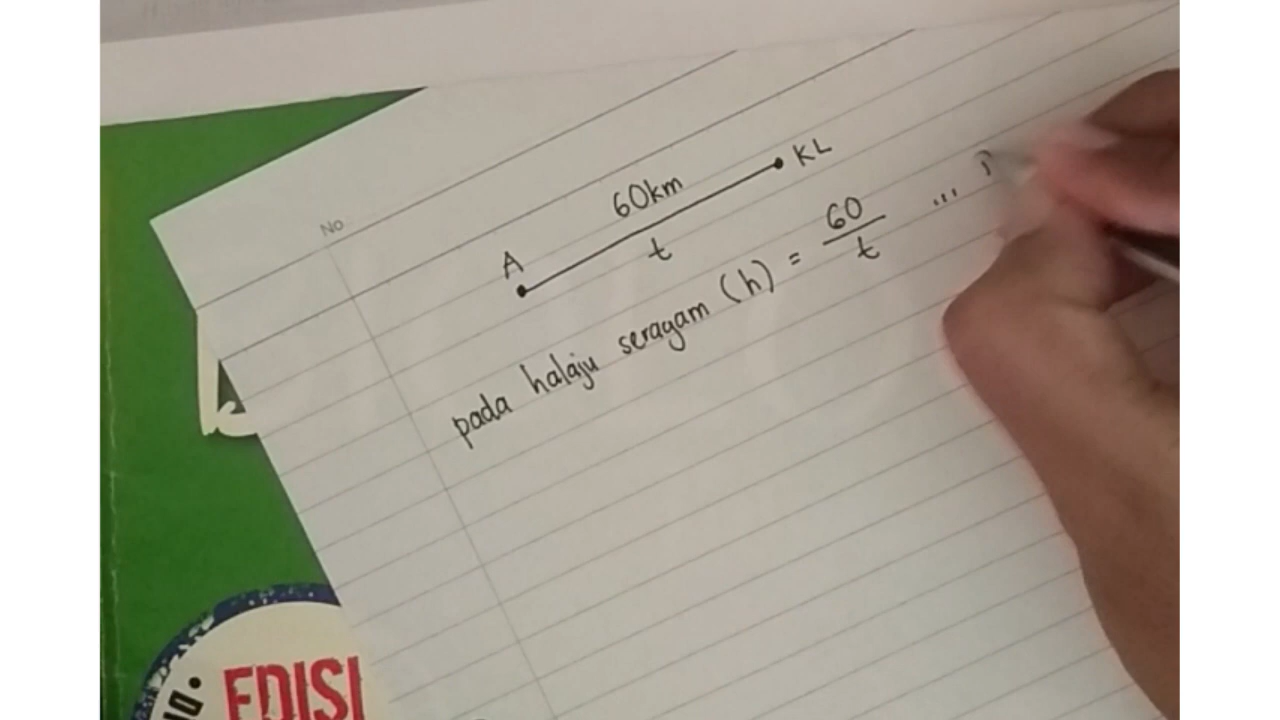 No.
60km
KL
A
t
pada halaju seragam (h) = 60/t ...
EDISI